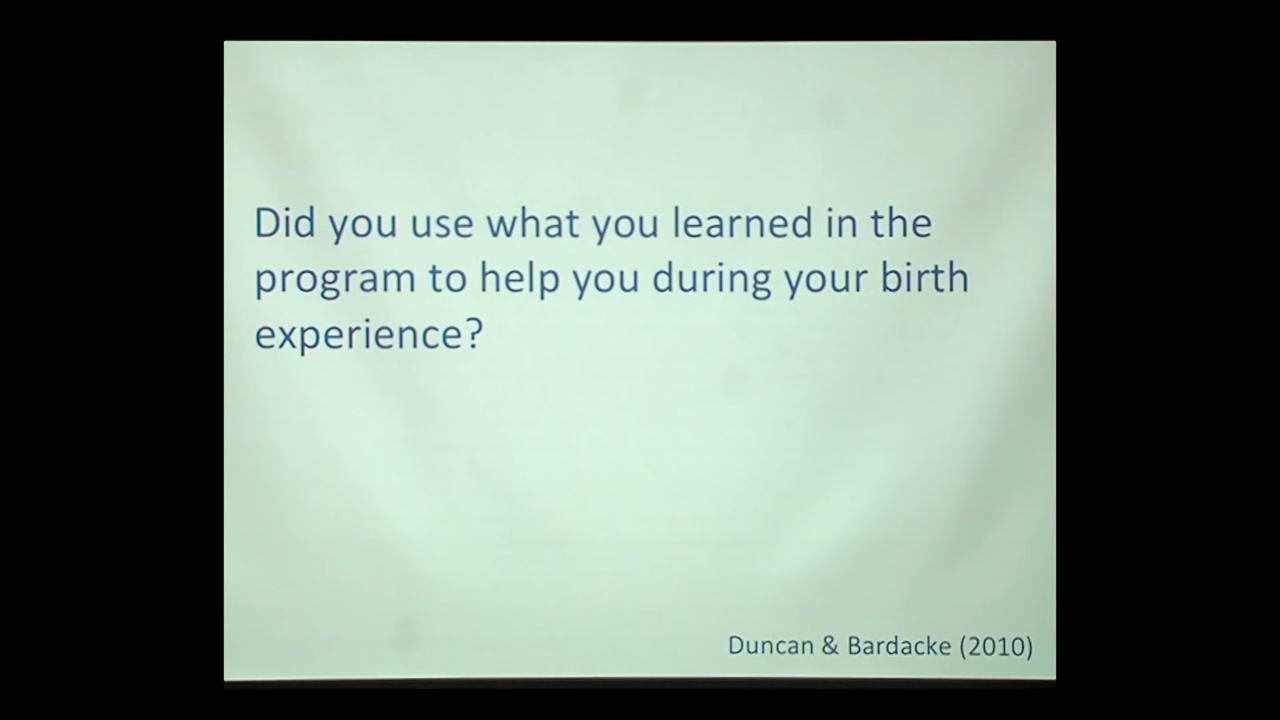 Did you use what you learned in the
program to help you during your birth
experience?
Duncan & Bardacke (2010)